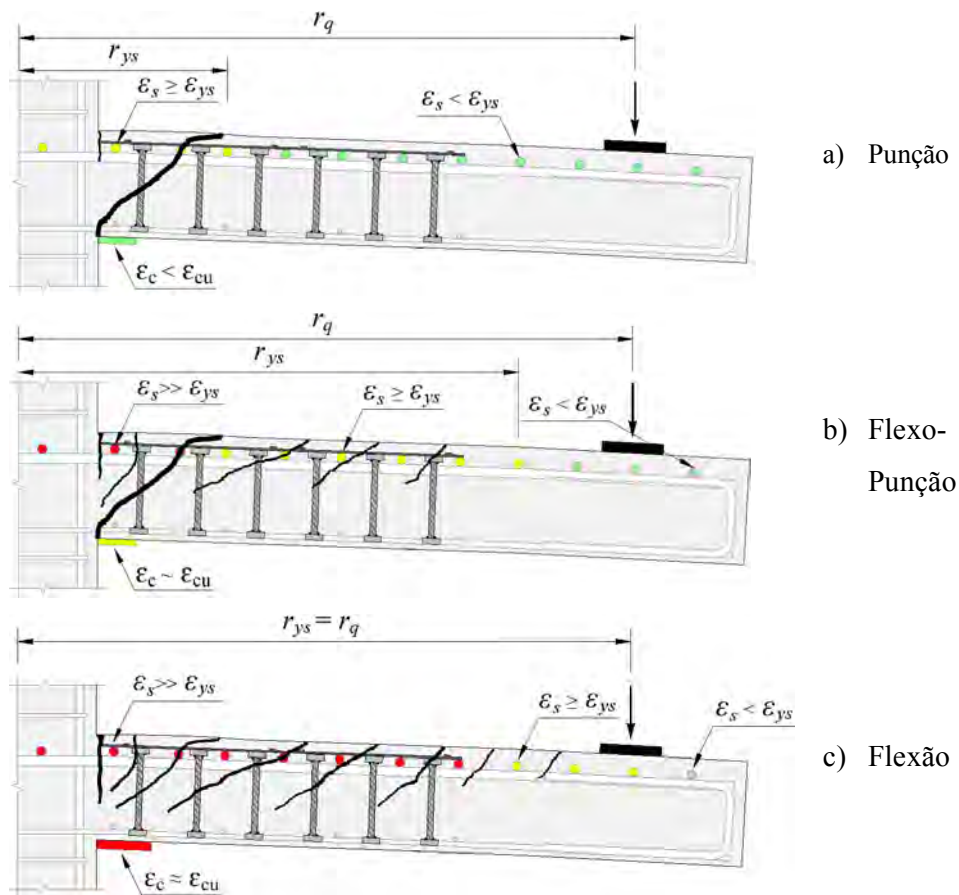 r_q
r_ys
ε_s ≥ ε_ys
ε_s < ε_ys
ε_c < ε_cu
a) Punção
r_q
r_ys
ε_s >> ε_ys
ε_s ≥ ε_ys
ε_s < ε_ys
ε_c ~ ε_cu
b) Flexo-
Punção
r_ys = r_q
ε_s >> ε_ys
ε_s ≥ ε_ys
ε_s < ε_ys
ε_c ≈ ε_cu
c) Flexão